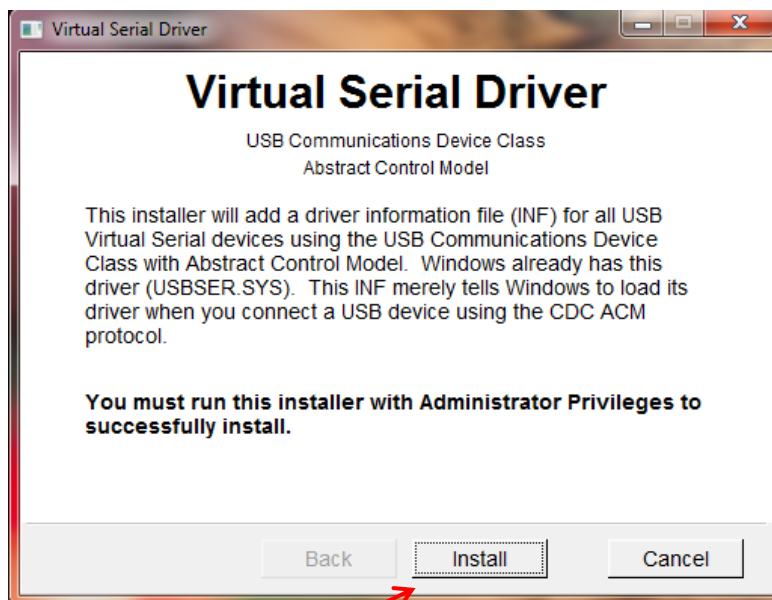 Virtual Serial Driver
Virtual Serial Driver
USB Communications Device Class
Abstract Control Model
This installer will add a driver information file (INF) for all USB
Virtual Serial devices using the USB Communications Device
Class with Abstract Control Model.  Windows already has this
driver (USBSER.SYS).  This INF merely tells Windows to load its
driver when you connect a USB device using the CDC ACM
protocol.
You must run this installer with Administrator Privileges to
successfully install.
Back Install Cancel